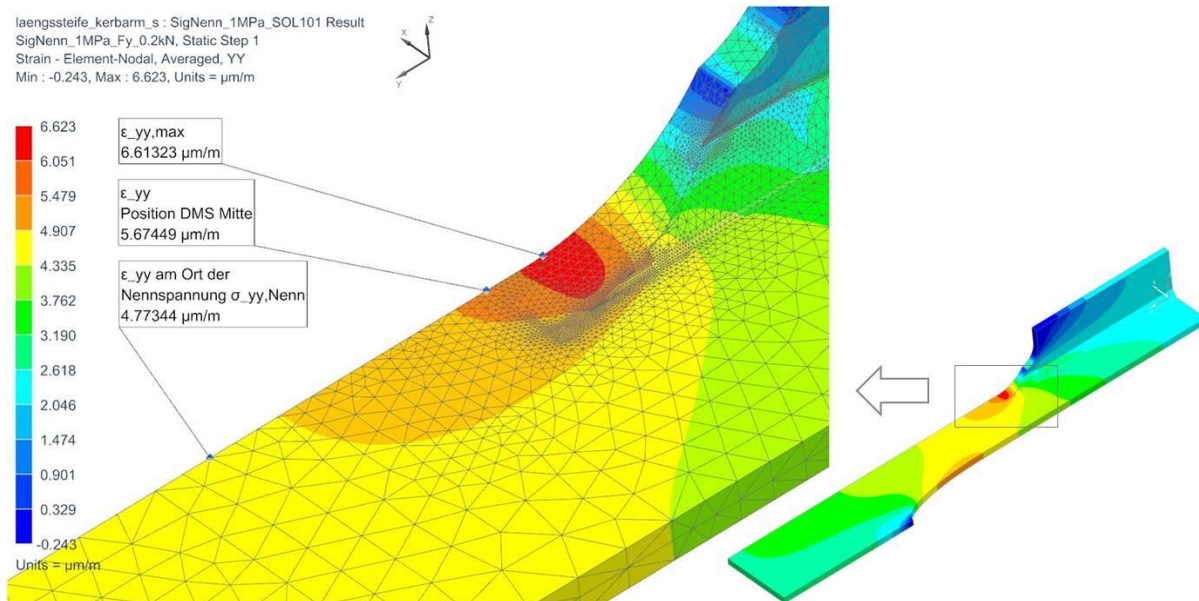 laengssteife_kerbarm_s : SigNenn_1MPa_SOL101 Result
SigNenn_1MPa_Fy_0.2kN, Static Step 1
Strain - Element-Nodal, Averaged, YY
Min : -0.243, Max : 6.623, Units = µm/m
Z
X
Y
6.623
6.051
5.479
4.907
4.335
3.762
3.190
2.618
2.046
1.474
0.901
0.329
-0.243
Units = µm/m
ε_yy,max
6.61323 µm/m
ε_yy
Position DMS Mitte
5.67449 µm/m
ε_yy am Ort der
Nennspannung σ_yy,Nenn
4.77344 µm/m